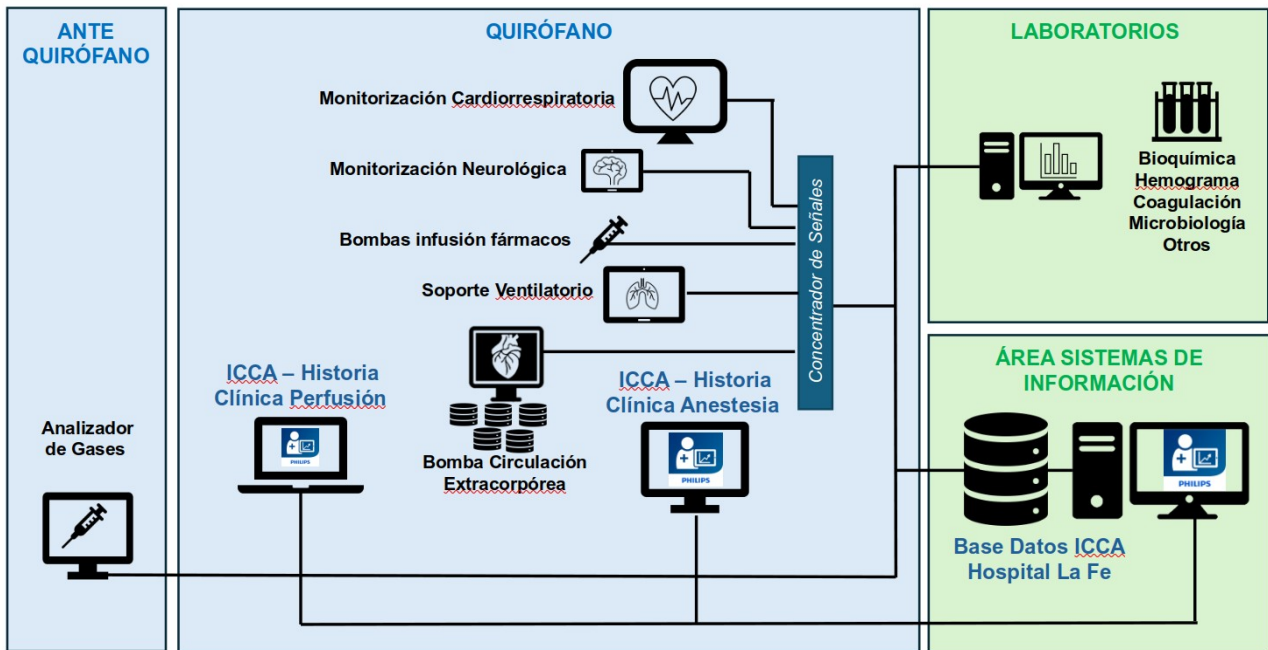 ANTE
QUIRÓFANO
Analizador
de Gases
QUIRÓFANO
Monitorización Cardiorrespiratoria
Monitorización Neurológica
Bombas infusión fármacos
Soporte Ventilatorio
Concentrador de Señales
ICCA – Historia
Clínica Perfusión
PHILIPS
Bomba Circulación
Extracorpórea
ICCA – Historia
Clínica Anestesia
PHILIPS
LABORATORIOS
Bioquímica
Hemograma
Coagulación
Microbiología
Otros
ÁREA SISTEMAS DE
INFORMACIÓN
PHILIPS
Base Datos ICCA
Hospital La Fe